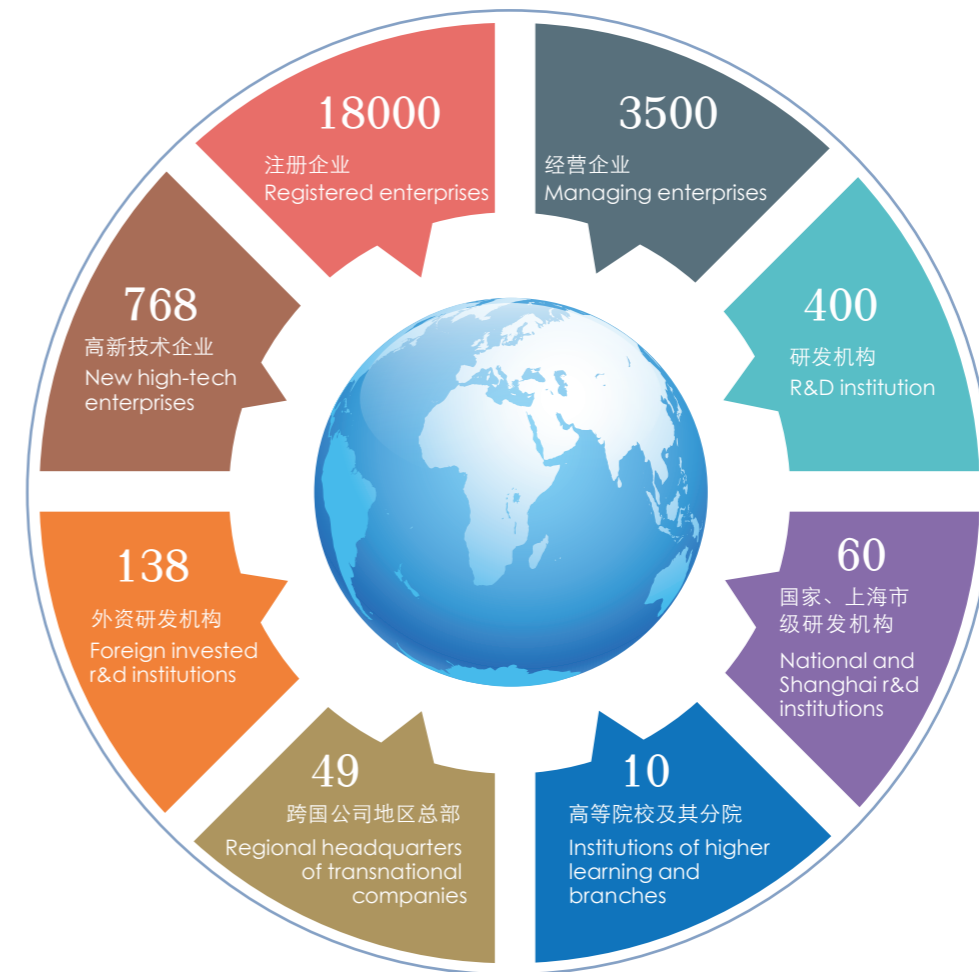 18000
注册企业
Registered enterprises
3500
经营企业
Managing enterprises
400
研发机构
R&D institution
60
国家、上海市
级研发机构
National and
Shanghai r&d
institutions
10
高等院校及其分院
Institutions of higher
learning and
branches
49
跨国公司地区总部
Regional headquarters
of transnational
companies
138
外资研发机构
Foreign invested
r&d institutions
768
高新技术企业
New high-tech
enterprises